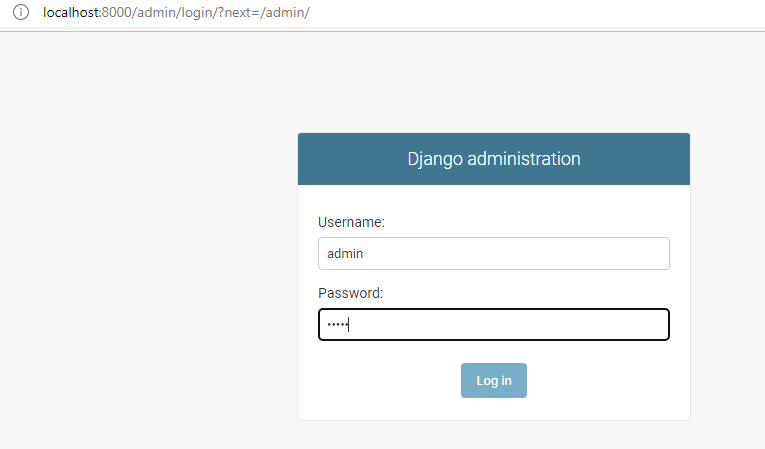 localhost:8000/admin/login/?next=/admin/
Django administration
Username:
admin
Password:
•••••
Log in